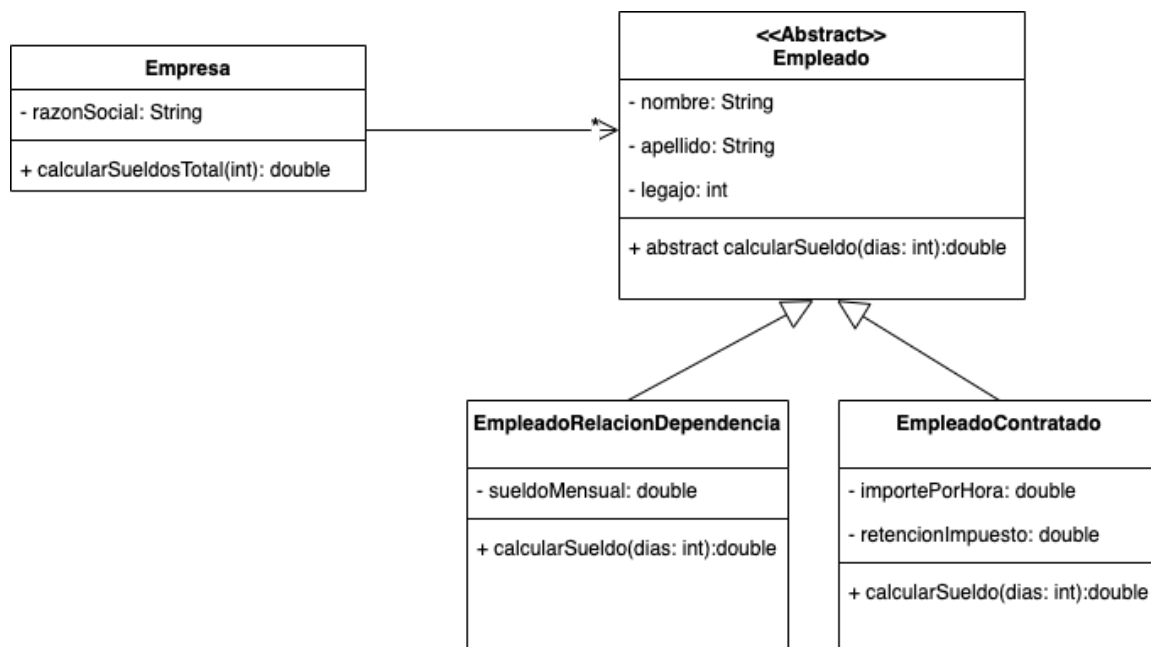 Empresa
- razonSocial: String
+ calcularSueldosTotal(int): double
*
<<Abstract>>
Empleado
- nombre: String
- apellido: String
- legajo: int
+ abstract calcularSueldo(dias: int):double
EmpleadoRelacionDependencia
- sueldoMensual: double
+ calcularSueldo(dias: int):double
EmpleadoContratado
- importePorHora: double
- retencionImpuesto: double
+ calcularSueldo(dias: int):double